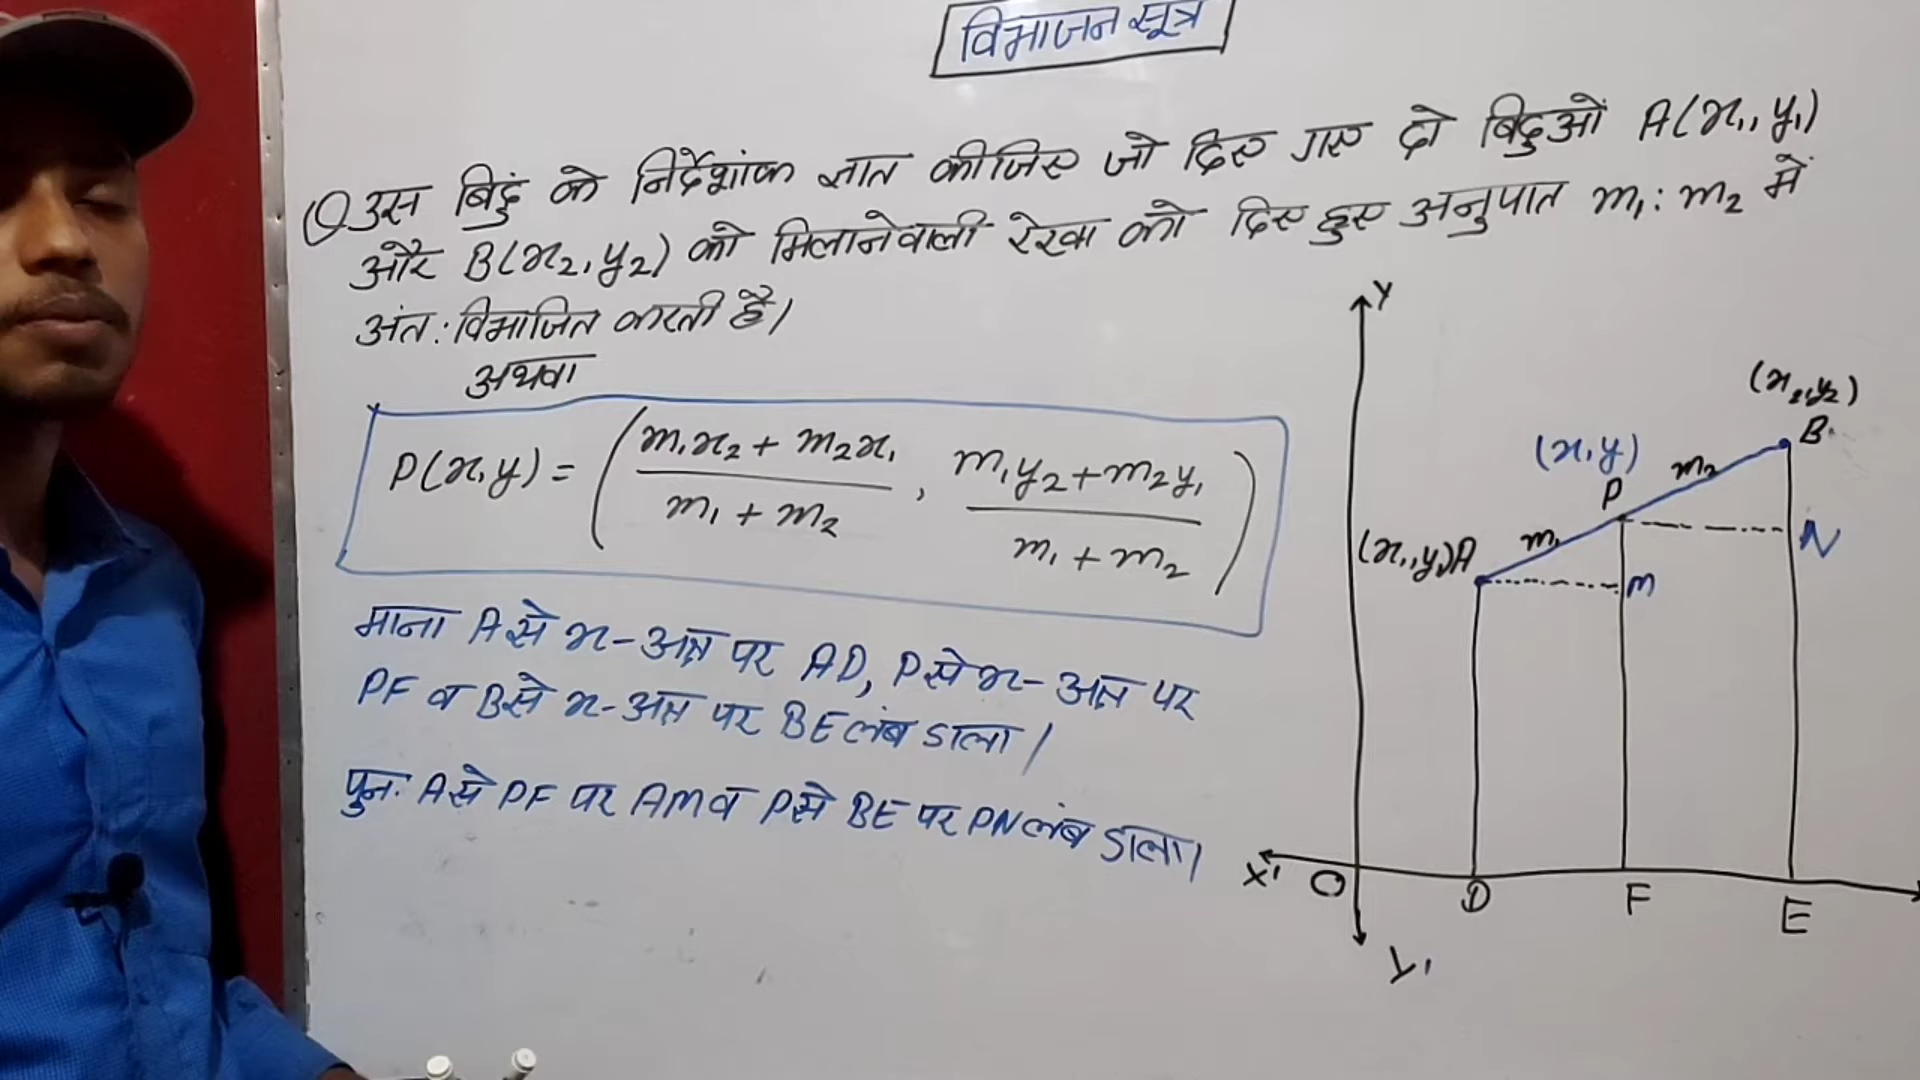 विभाजन सूत्र
Q उस बिंदु के निर्देशांक ज्ञात कीजिए जो दिए गए दो बिंदुओं A(x₁, y₁)
और B(x₂, y₂) को मिलानेवाली रेखा को दिए हुए अनुपात m₁ : m₂ में
अंत: विभाजित करती है।
अथवा
P(x, y) = ( (m₁x₂ + m₂x₁)/(m₁ + m₂) , (m₁y₂ + m₂y₁)/(m₁ + m₂) )
माना A से x-अक्ष पर AD, P से x-अक्ष पर
PF व B से x-अक्ष पर BE लंब डाला।
पुन: A से PF पर AM व P से BE पर PN लंब डाला।
Y
(x₂, y₂)
B
(x, y)
m₂
P
N
(x₁, y₁) A
m₁
M
X'
O
D
F
E
Y'